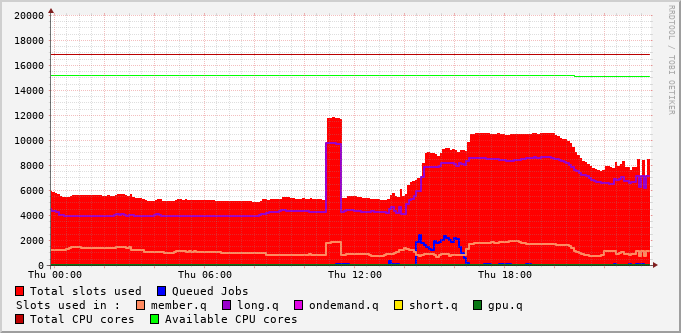 20000
18000
16000
14000
12000
10000
8000
6000
4000
2000
0
Thu 00:00 Thu 06:00 Thu 12:00 Thu 18:00
RRDTOOL / TOBI OETIKER
Total slots used Queued Jobs
Slots used in : member.q long.q ondemand.q short.q gpu.q
Total CPU cores Available CPU cores